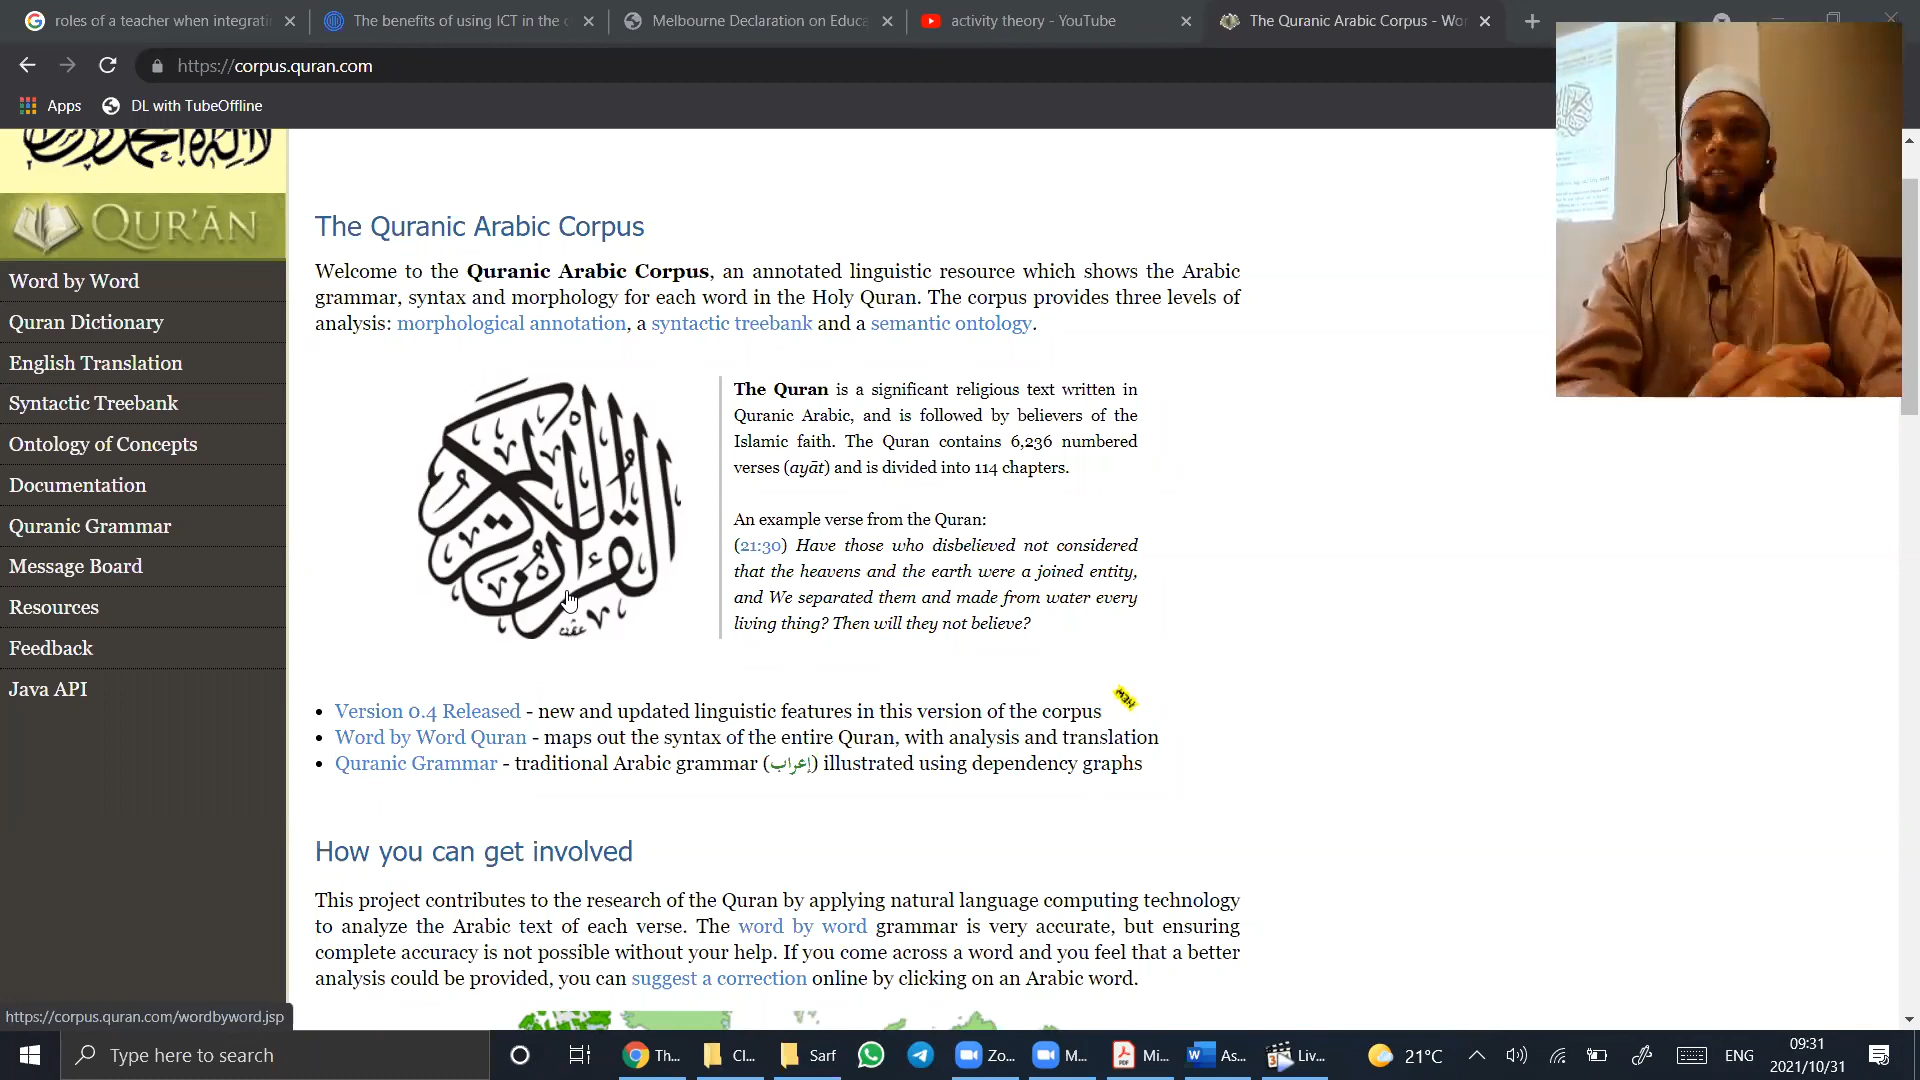 roles of a teacher when integrati
The benefits of using ICT in the c
Melbourne Declaration on Educa
activity theory - YouTube
The Quranic Arabic Corpus - Wor
https://corpus.quran.com
Apps
DL with TubeOffline
QUR'ĀN
Word by Word
Quran Dictionary
English Translation
Syntactic Treebank
Ontology of Concepts
Documentation
Quranic Grammar
Message Board
Resources
Feedback
Java API
The Quranic Arabic Corpus
Welcome to the Quranic Arabic Corpus, an annotated linguistic resource which shows the Arabic
grammar, syntax and morphology for each word in the Holy Quran. The corpus provides three levels of
analysis: morphological annotation, a syntactic treebank and a semantic ontology.
القرآن الكريم
The Quran is a significant religious text written in
Quranic Arabic, and is followed by believers of the
Islamic faith. The Quran contains 6,236 numbered
verses (ayāt) and is divided into 114 chapters.
An example verse from the Quran:
(21:30) Have those who disbelieved not considered
that the heavens and the earth were a joined entity,
and We separated them and made from water every
living thing? Then will they not believe?
NEW
• Version 0.4 Released - new and updated linguistic features in this version of the corpus
• Word by Word Quran - maps out the syntax of the entire Quran, with analysis and translation
• Quranic Grammar - traditional Arabic grammar (إعراب) illustrated using dependency graphs
How you can get involved
This project contributes to the research of the Quran by applying natural language computing technology
to analyze the Arabic text of each verse. The word by word grammar is very accurate, but ensuring
complete accuracy is not possible without your help. If you come across a word and you feel that a better
analysis could be provided, you can suggest a correction online by clicking on an Arabic word.
https://corpus.quran.com/wordbyword.jsp
Type here to search
Th...
Cl...
Sarf
Zo...
M...
Mi...
As...
Liv...
21°C
ENG
09:31
2021/10/31